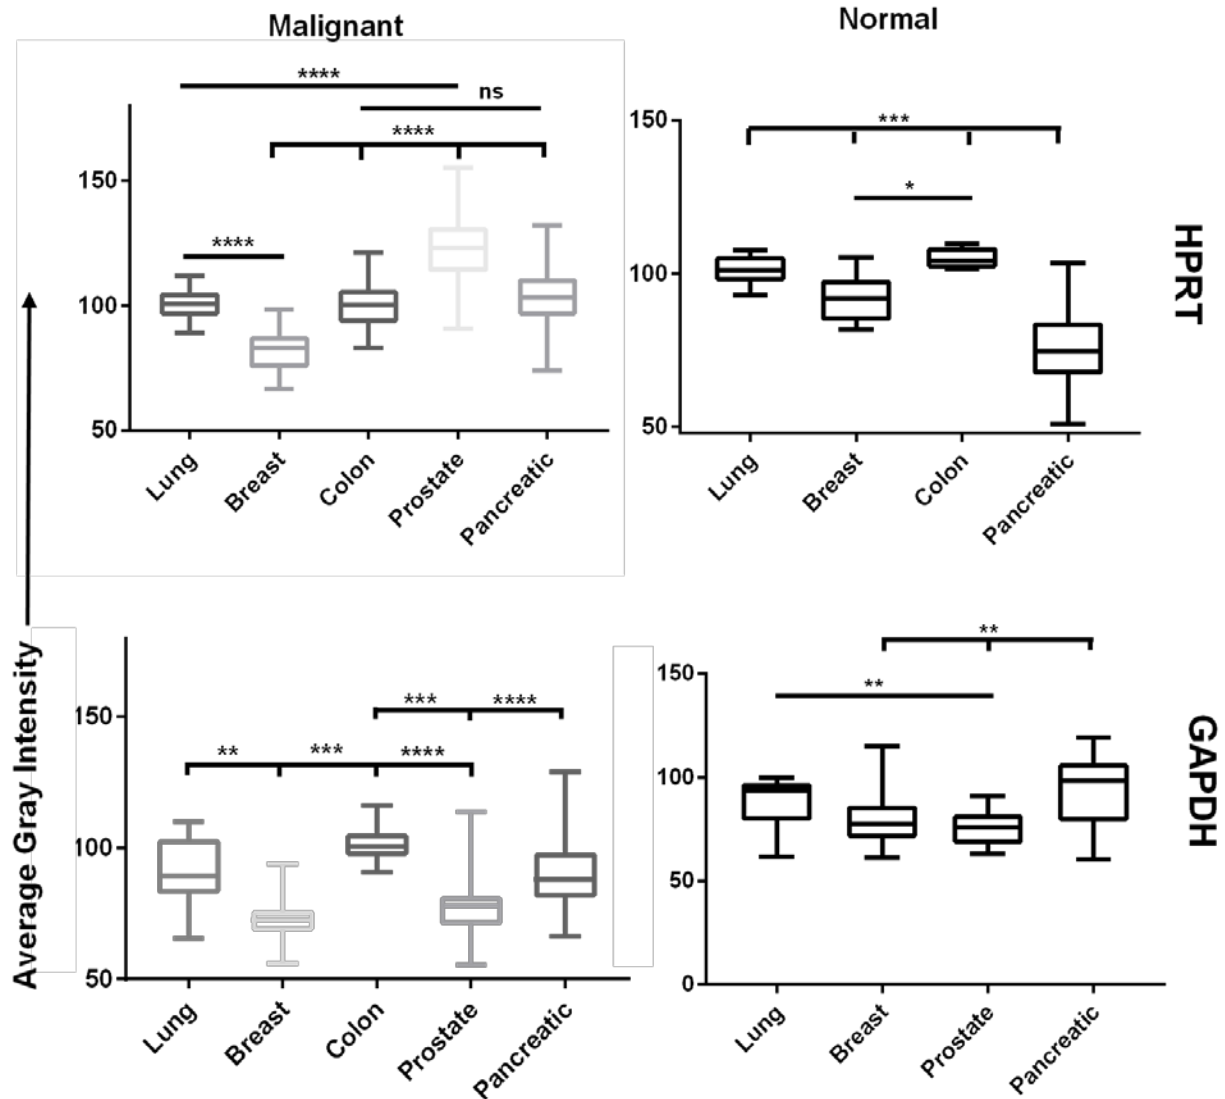 Malignant
Normal
****
ns
****
****
150
100
50
Lung
Breast
Colon
Prostate
Pancreatic
***
*
150
100
50
Lung
Breast
Colon
Pancreatic
HPRT
Average Gray Intensity
***
****
**
***
****
150
100
50
Lung
Breast
Colon
Prostate
Pancreatic
**
**
150
100
50
0
Lung
Breast
Prostate
Pancreatic
GAPDH